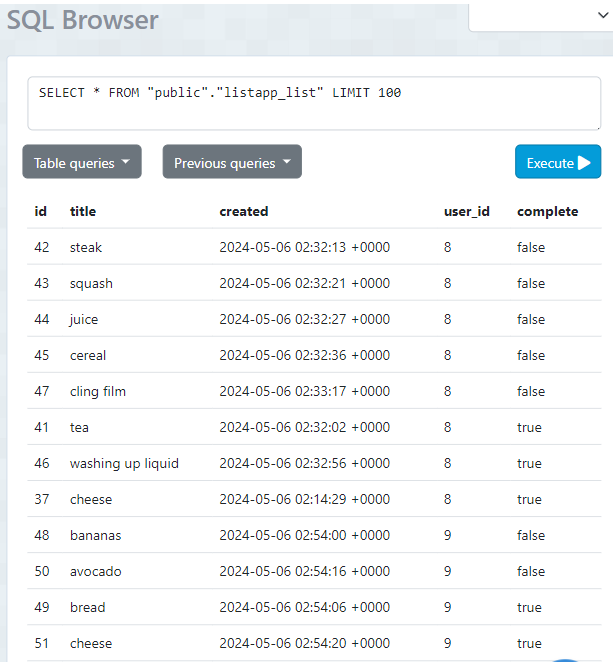 SQL Browser
SELECT * FROM "public"."listapp_list" LIMIT 100
Table queries Previous queries Execute
id title created user_id complete
42 steak 2024-05-06 02:32:13 +0000 8 false
43 squash 2024-05-06 02:32:21 +0000 8 false
44 juice 2024-05-06 02:32:27 +0000 8 false
45 cereal 2024-05-06 02:32:36 +0000 8 false
47 cling film 2024-05-06 02:33:17 +0000 8 false
41 tea 2024-05-06 02:32:02 +0000 8 true
46 washing up liquid 2024-05-06 02:32:56 +0000 8 true
37 cheese 2024-05-06 02:14:29 +0000 8 true
48 bananas 2024-05-06 02:54:00 +0000 9 false
50 avocado 2024-05-06 02:54:16 +0000 9 false
49 bread 2024-05-06 02:54:06 +0000 9 true
51 cheese 2024-05-06 02:54:20 +0000 9 true